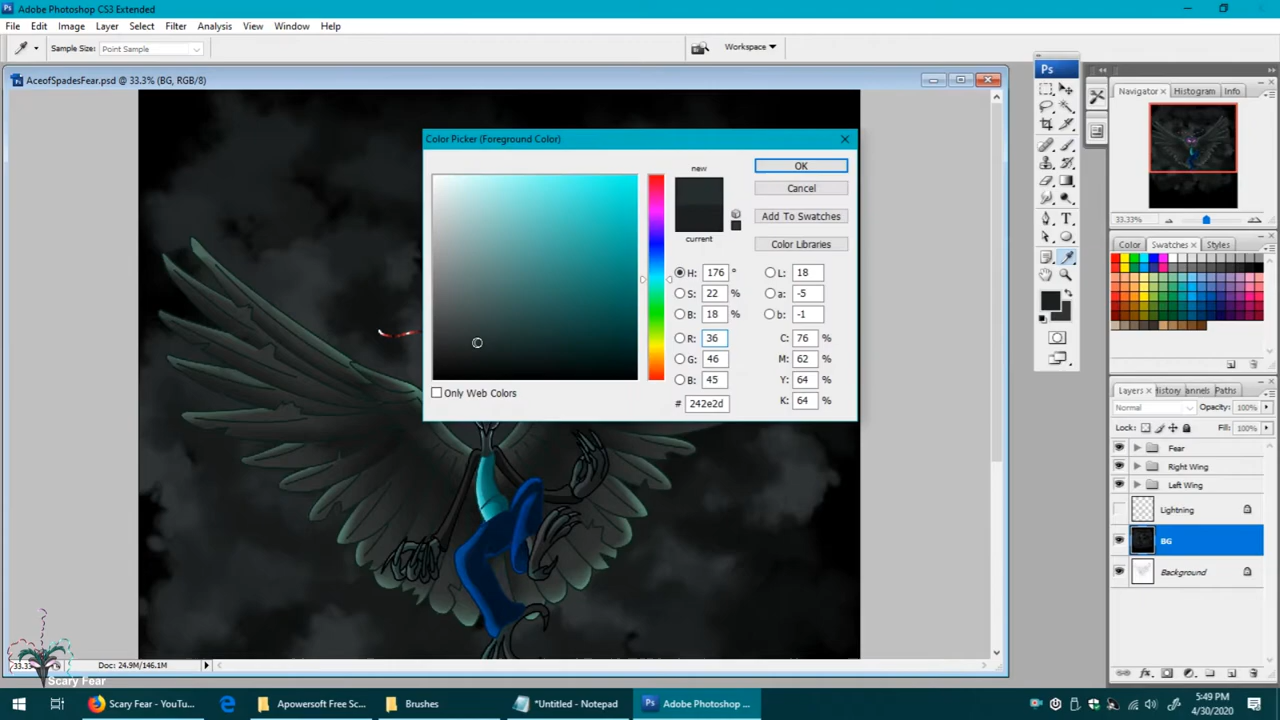 Adobe Photoshop CS3 Extended
File Edit Image Layer Select Filter Analysis View Window Help
Sample Size: Point Sample
Workspace
AceofSpadesFear.psd @ 33.3% (BG, RGB/8)
Ps
Navigator Histogram Info
33.33%
Color Picker (Foreground Color)
new
current
OK
Cancel
Add To Swatches
Color Libraries
H: 176 °
S: 22 %
B: 18 %
R: 36
G: 46
B: 45
# 242e2d
L: 18
a: -5
b: -1
C: 76 %
M: 62 %
Y: 64 %
K: 64 %
Only Web Colors
Color Swatches Styles
T
Layers History annels Paths
Normal Opacity: 100%
Lock: Fill: 100%
Fear
Right Wing
Left Wing
Lightning
BG
Background
33.33 Doc: 24.9M/146.1M
Scary Fear
Scary Fear - YouTu...
Apowersoft Free Sc...
Brushes
*Untitled - Notepad
Adobe Photoshop ...
5:49 PM
4/30/2020